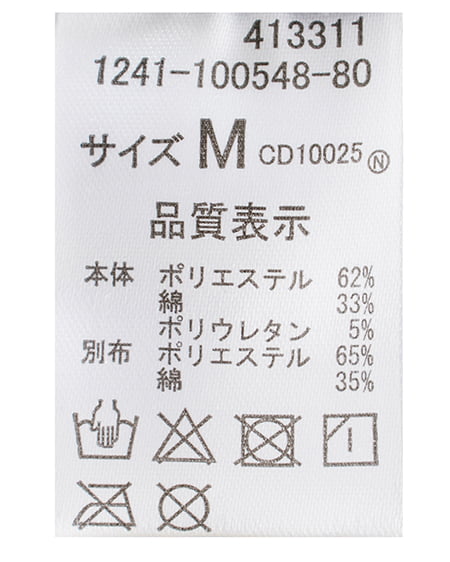 413311
1241-100548-80
サイズ M CD10025 Ⓝ
品質表示
本体 ポリエステル 62%
綿 33%
ポリウレタン 5%
別布 ポリエステル 65%
綿 35%